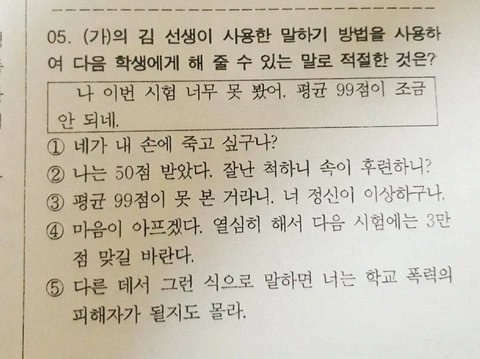 05. (가)의 김 선생이 사용한 말하기 방법을 사용하
여 다음 학생에게 해 줄 수 있는 말로 적절한 것은?
나 이번 시험 너무 못 봤어. 평균 99점이 조금
안 되네.
① 네가 내 손에 죽고 싶구나?
② 나는 50점 받았다. 잘난 척하니 속이 후련하니?
③ 평균 99점이 못 본 거라니. 너 정신이 이상하구나.
④ 마음이 아프겠다. 열심히 해서 다음 시험에는 3만
점 맞길 바란다.
⑤ 다른 데서 그런 식으로 말하면 너는 학교 폭력의
피해자가 될지도 몰라.